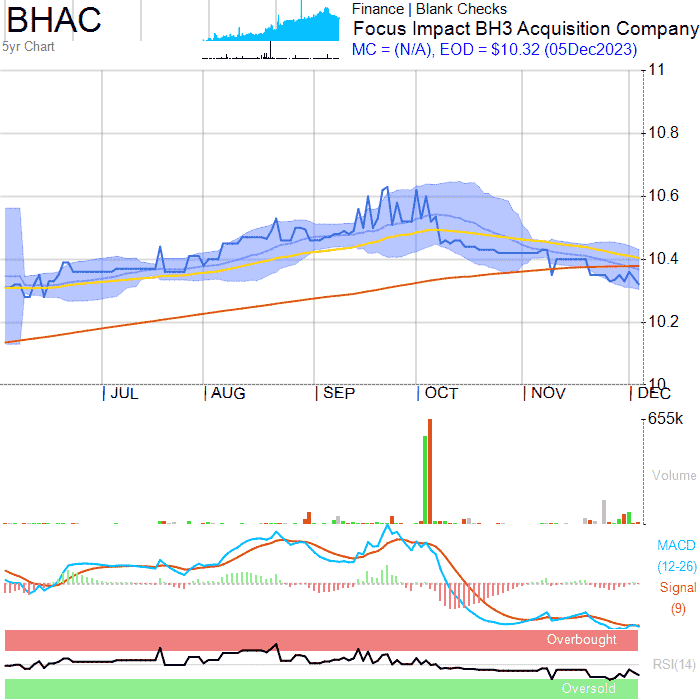 BHAC
5yr Chart
Finance | Blank Checks
Focus Impact BH3 Acquisition Company
MC = (N/A), EOD = $10.32 (05Dec2023)
11
10.8
10.6
10.4
10.2
10
JUL AUG SEP OCT NOV DEC
655k
Volume
MACD
(12-26)
Signal
(9)
Overbought
RSI(14)
Oversold